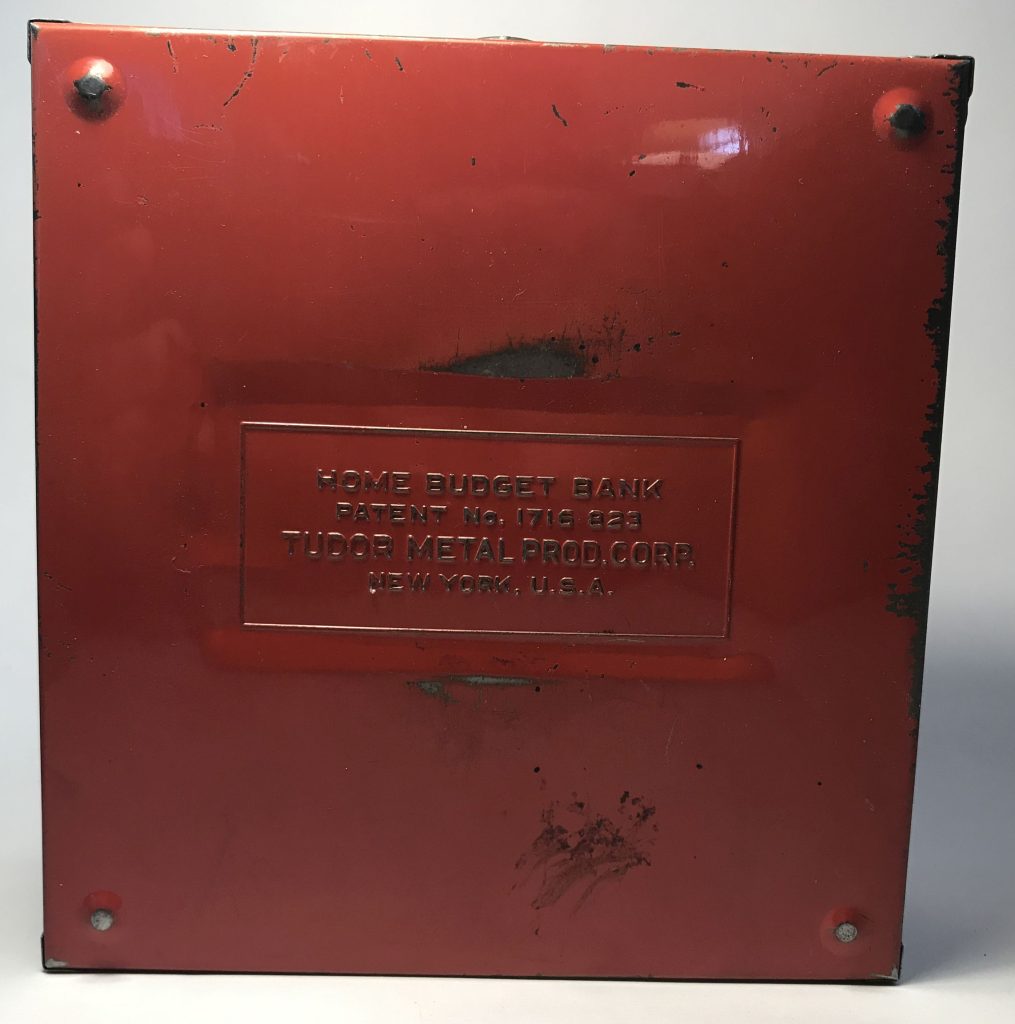 HOME BUDGET BANK
PATENT No. 1716 823
TUDOR METAL PROD. CORP.
NEW YORK, U.S.A.